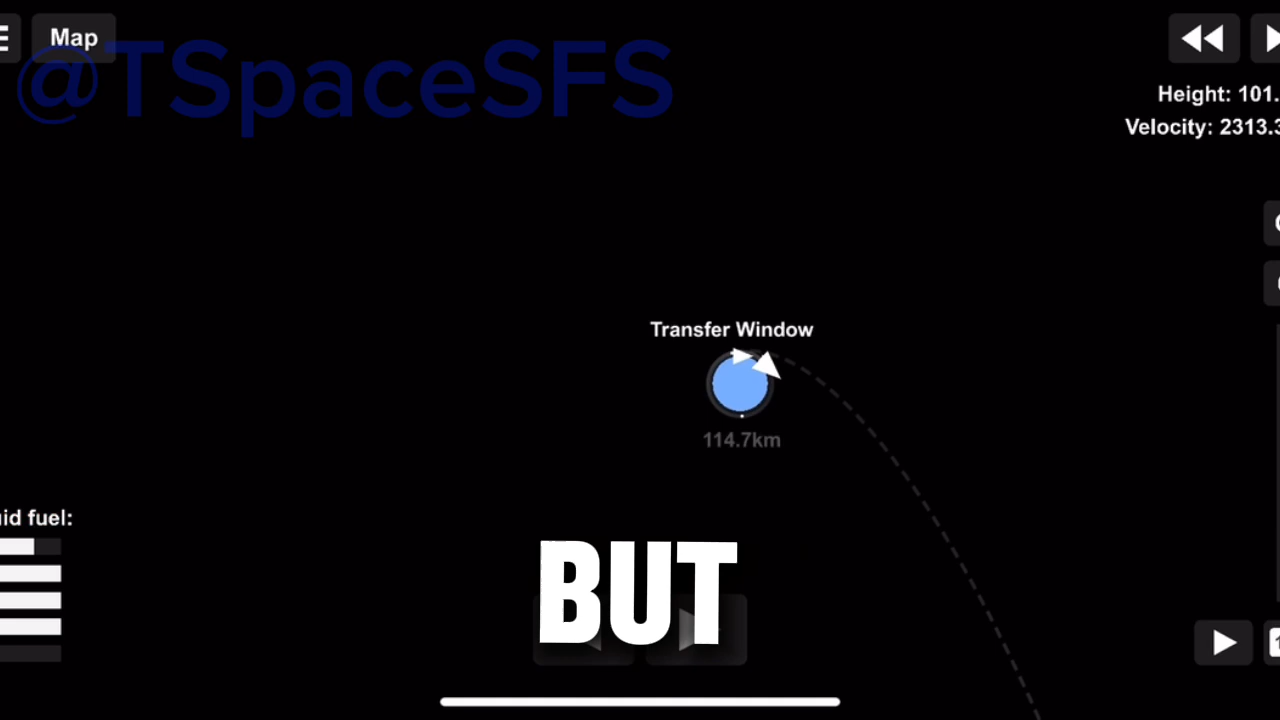 Map
@TSpaceSFS
Height: 101.
Velocity: 2313.3
Transfer Window
114.7km
uid fuel:
BUT